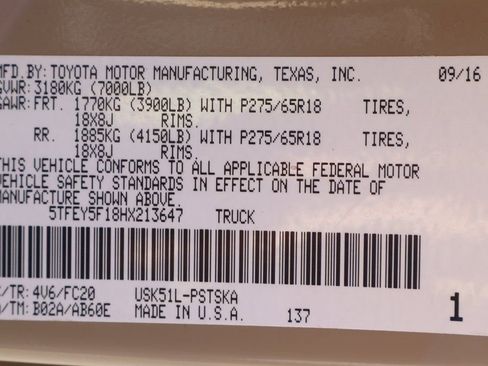 MFD. BY: TOYOTA MOTOR MANUFACTURING, TEXAS, INC. 09/16
GVWR: 3180KG (7000LB)
GAWR: FRT. 1770KG (3900LB) WITH P275/65R18 TIRES,
18X8J RIMS.
RR. 1885KG (4150LB) WITH P275/65R18 TIRES,
18X8J RIMS.
THIS VEHICLE CONFORMS TO ALL APPLICABLE FEDERAL MOTOR
VEHICLE SAFETY STANDARDS IN EFFECT ON THE DATE OF
MANUFACTURE SHOWN ABOVE.
5TFEY5F18HX213647 TRUCK
C/TR: 4V6/FC20 USK51L-PSTSKA
A/TM: B02A/AB60E MADE IN U.S.A. 137 1